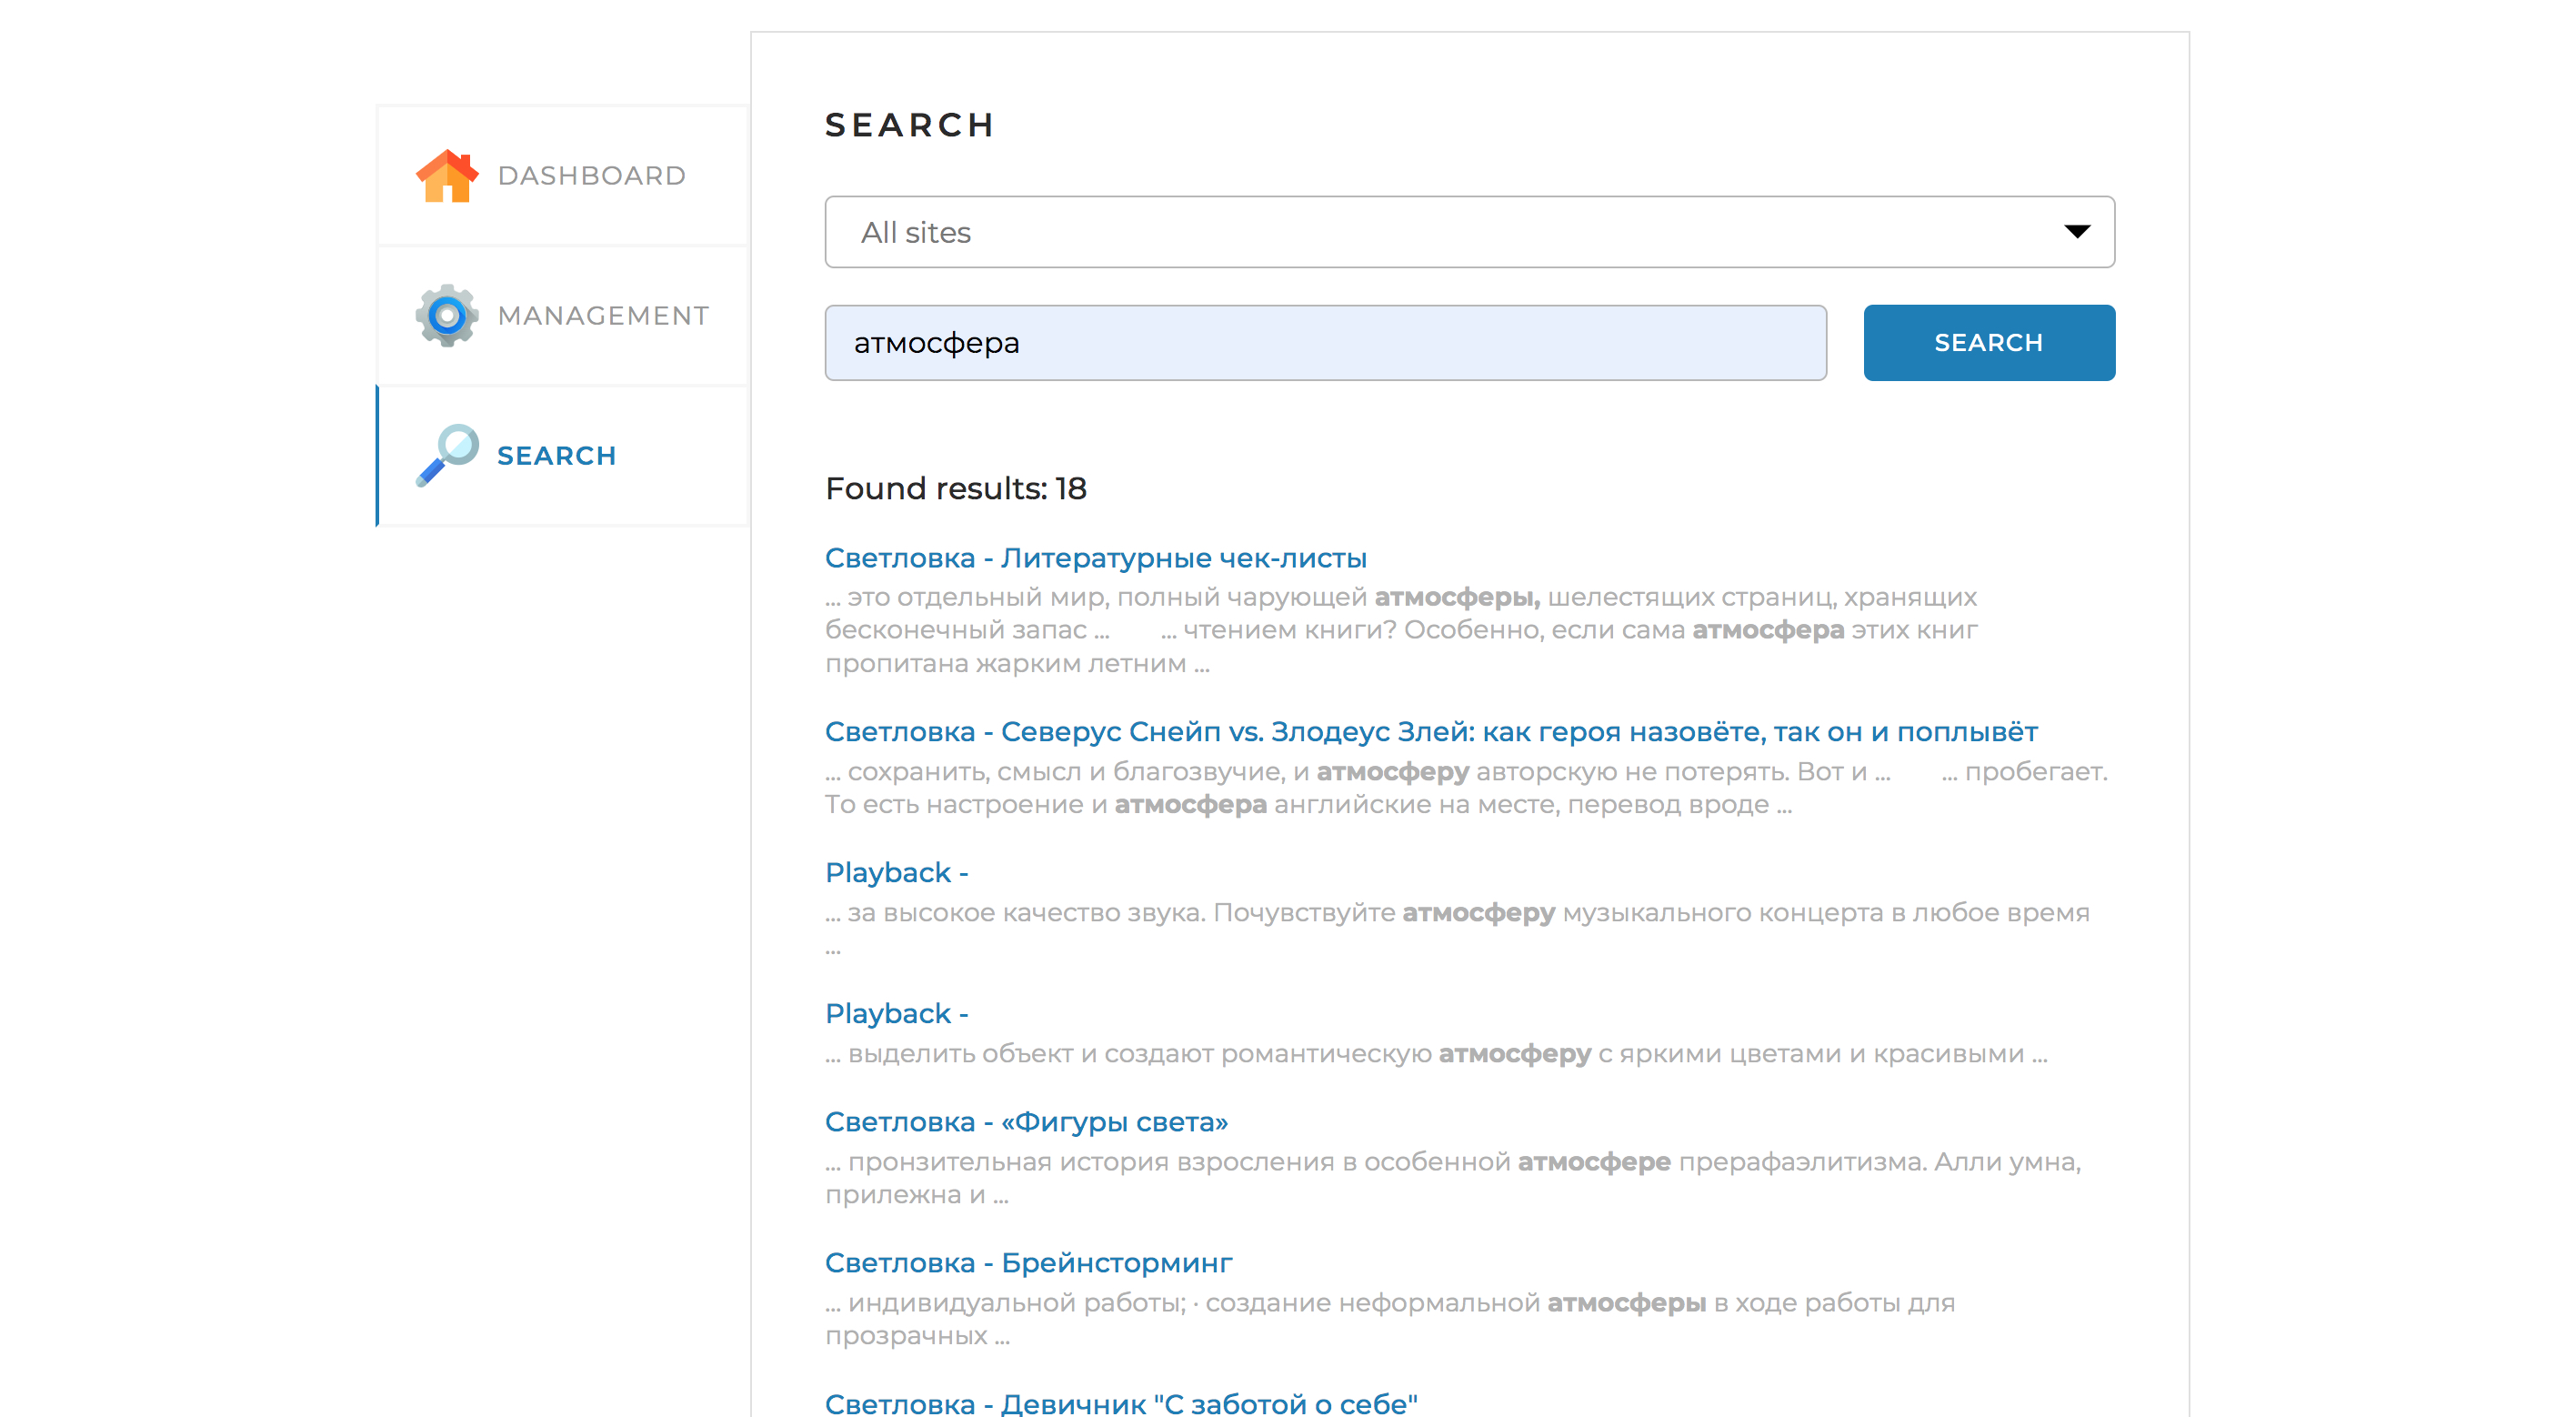 DASHBOARD
MANAGEMENT
SEARCH
SEARCH
All sites
атмосфера
SEARCH
Found results: 18
Светловка - Литературные чек-листы
... это отдельный мир, полный чарующей атмосферы, шелестящих страниц, хранящих
бесконечный запас ... ... чтением книги? Особенно, если сама атмосфера этих книг
пропитана жарким летним ...
Светловка - Северус Снейп vs. Злодеус Злей: как героя назовёте, так он и поплывёт
... сохранить, смысл и благозвучие, и атмосферу авторскую не потерять. Вот и ... ... пробегает.
То есть настроение и атмосфера английские на месте, перевод вроде ...
Playback -
... за высокое качество звука. Почувствуйте атмосферу музыкального концерта в любое время
...
Playback -
... выделить объект и создают романтическую атмосферу с яркими цветами и красивыми ...
Светловка - «Фигуры света»
... пронзительная история взросления в особенной атмосфере прерафаэлитизма. Алли умна,
прилежна и ...
Светловка - Брейнсторминг
... индивидуальной работы; · создание неформальной атмосферы в ходе работы для
прозрачных ...
Светловка - Девичник "С заботой о себе"